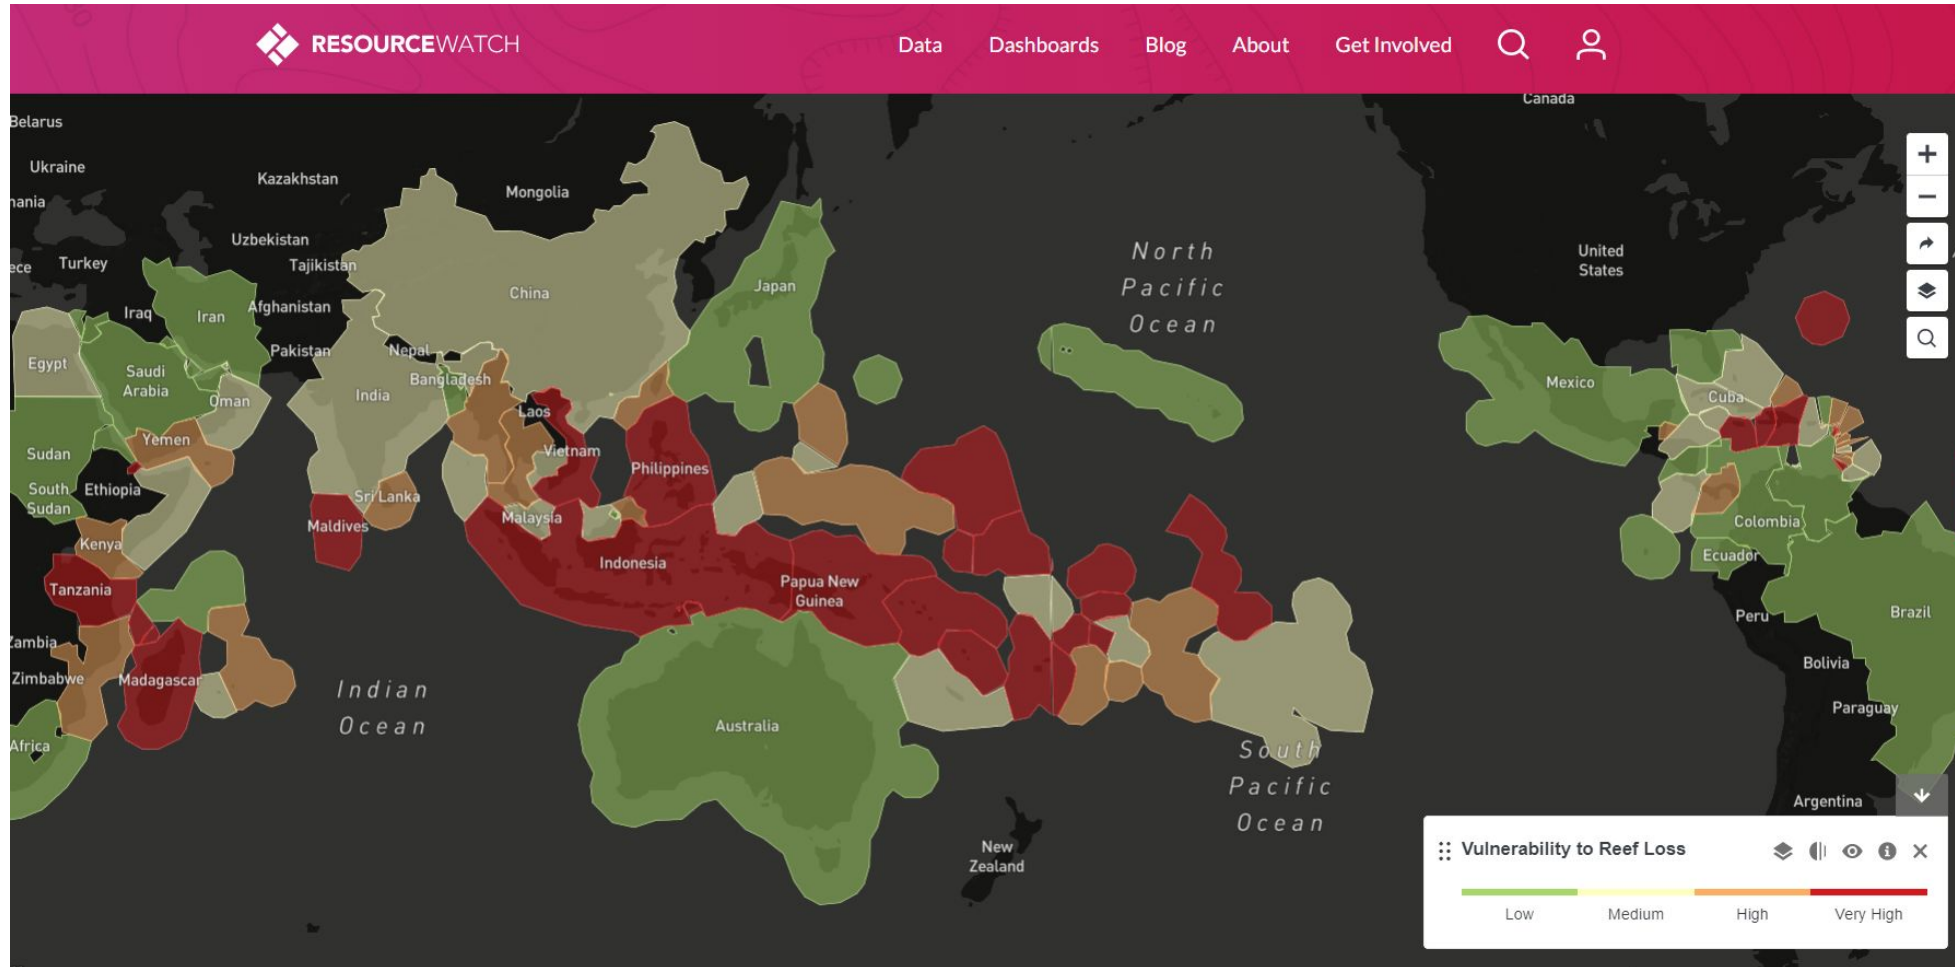 RESOURCEWATCH
Data
Dashboards
Blog
About
Get Involved
Canada
Belarus
Ukraine
Kazakhstan
Mongolia
Uzbekistan
Turkey
Tajikistan
United
States
Iraq
Iran
Afghanistan
China
Japan
North
Pacific
Ocean
Pakistan
Nepal
Egypt
Saudi
Arabia
Bangladesh
India
Oman
Laos
Mexico
Cuba
Yemen
Vietnam
Philippines
Sudan
South
Sudan
Ethiopia
Sri Lanka
Maldives
Malaysia
Colombia
Kenya
Indonesia
Ecuador
Tanzania
Papua New
Guinea
Peru
Brazil
Zambia
Zimbabwe
Madagascar
Bolivia
Indian
Ocean
Australia
Paraguay
Africa
South
Pacific
Ocean
Argentina
New
Zealand
Vulnerability to Reef Loss
Low
Medium
High
Very High